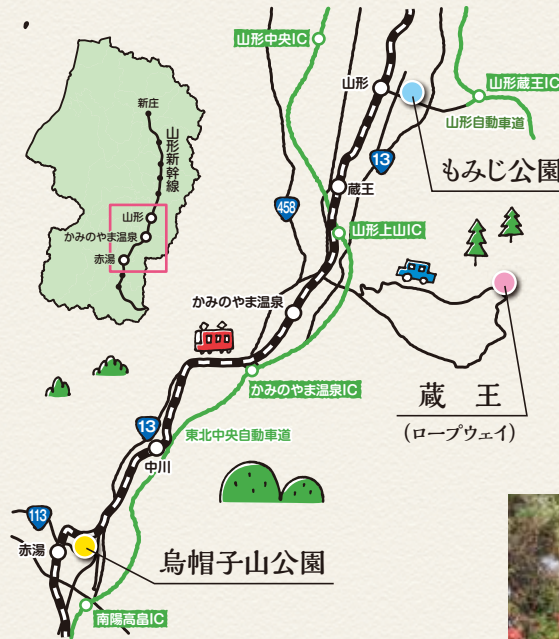 山形中央IC
山形
山形蔵王IC
山形自動車道
もみじ公園
13
蔵王
458
山形上山IC
新庄
山形新幹線
山形
かみのやま温泉
赤湯
かみのやま温泉
蔵 王
(ロープウェイ)
かみのやま温泉IC
13
東北中央自動車道
中川
113
赤湯
烏帽子山公園
南陽高畠IC